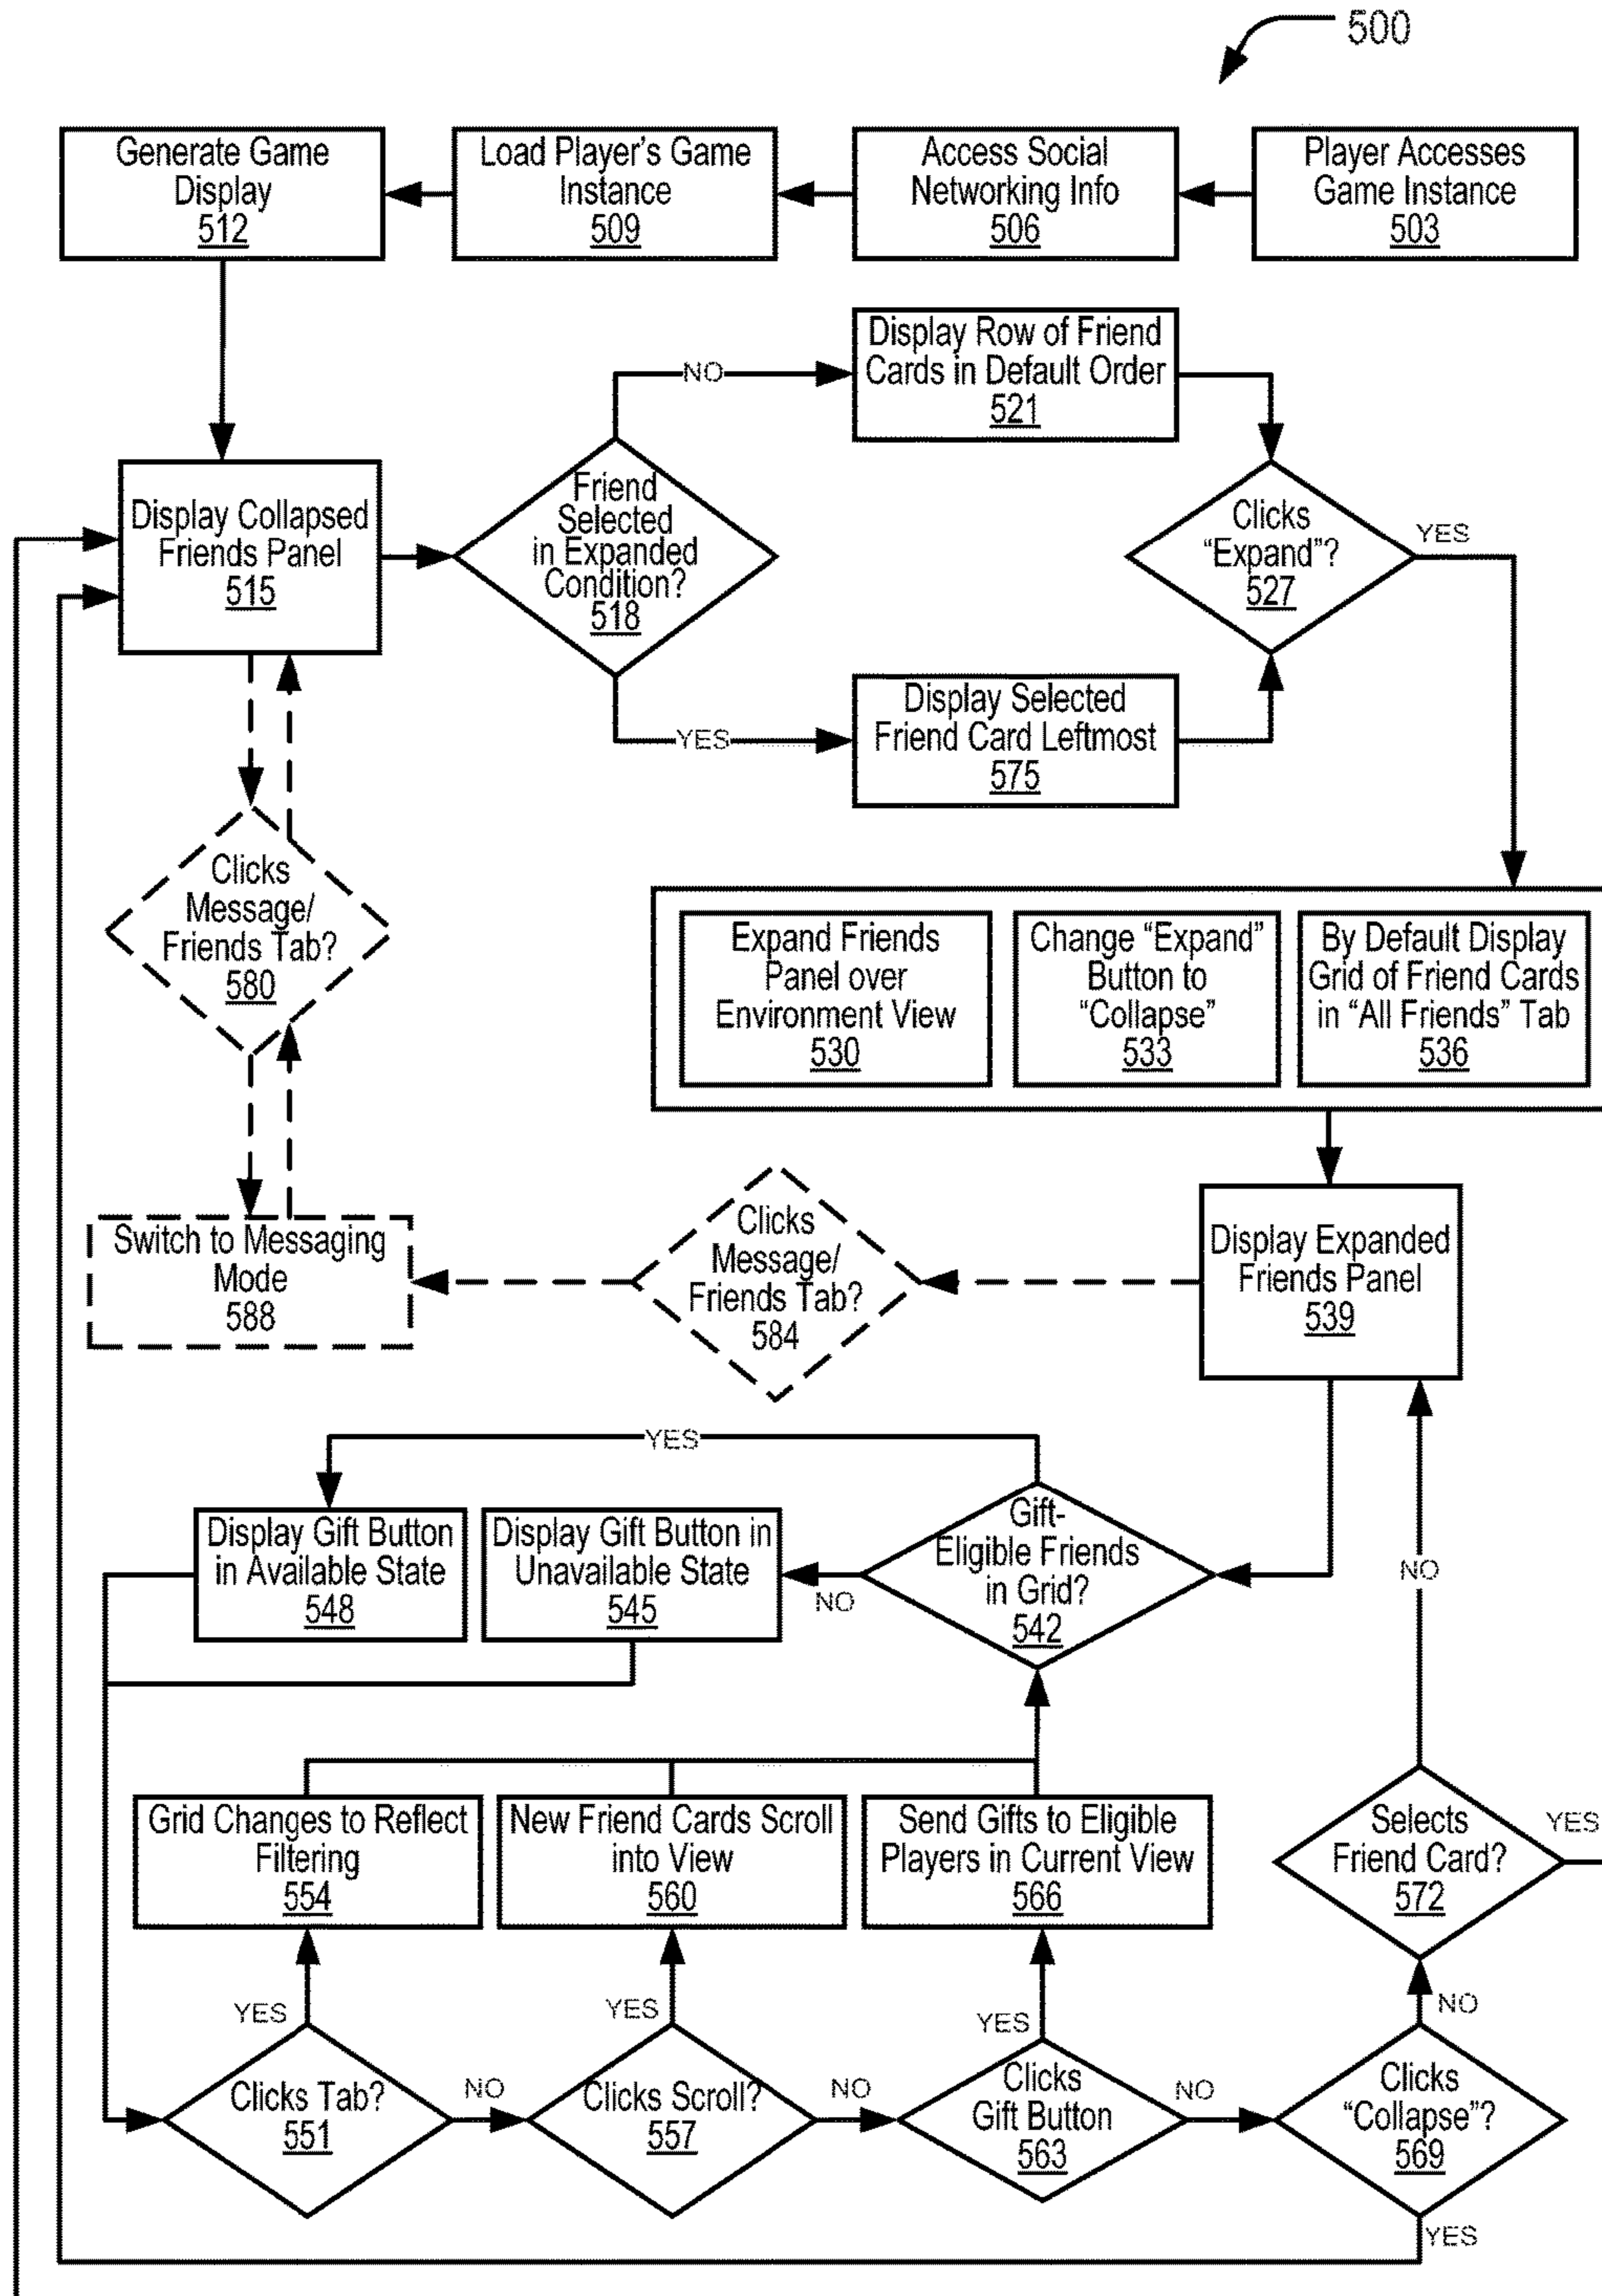 500
Generate Game
Display
512
Load Player's Game
Instance
509
Access Social
Networking Info
506
Player Accesses
Game Instance
503
Display Row of Friend
Cards in Default Order
521
NO
Friend
Selected
in Expanded
Condition?
518
Display Collapsed
Friends Panel
515
Clicks
“Expand”?
527
YES
YES
Display Selected
Friend Card Leftmost
575
Clicks
Message/
Friends Tab?
580
Expand Friends
Panel over
Environment View
530
Change “Expand”
Button to
“Collapse”
533
By Default Display
Grid of Friend Cards
in “All Friends” Tab
536
Switch to Messaging
Mode
588
Clicks
Message/
Friends Tab?
584
Display Expanded
Friends Panel
539
YES
Display Gift Button
in Available State
548
Display Gift Button in
Unavailable State
545
NO
Gift-
Eligible Friends
in Grid?
542
NO
Grid Changes to Reflect
Filtering
554
New Friend Cards Scroll
into View
560
Send Gifts to Eligible
Players in Current View
566
Selects
Friend Card?
572
YES
YES
YES
YES
NO
Clicks Tab?
551
NO
Clicks Scroll?
557
NO
Clicks
Gift Button
563
NO
Clicks
“Collapse”?
569
YES